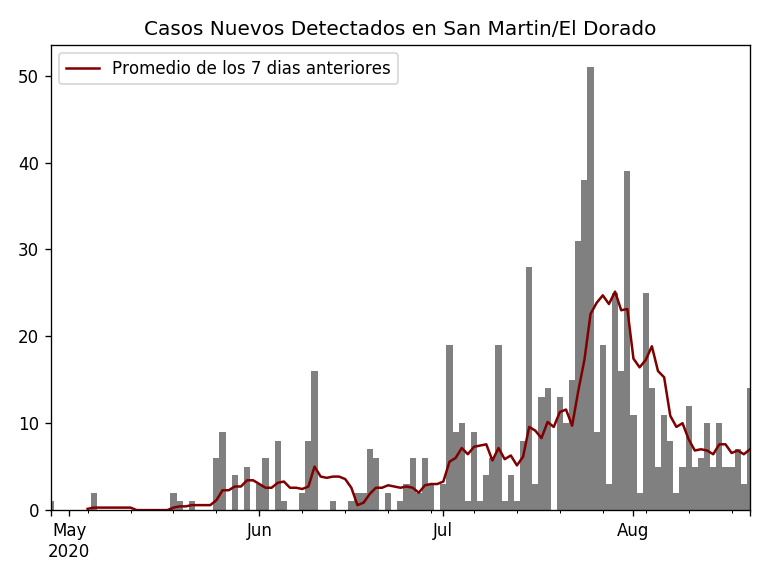 Casos Nuevos Detectados en San Martin/El Dorado
Promedio de los 7 dias anteriores
50
40
30
20
10
0
May Jun Jul Aug
2020